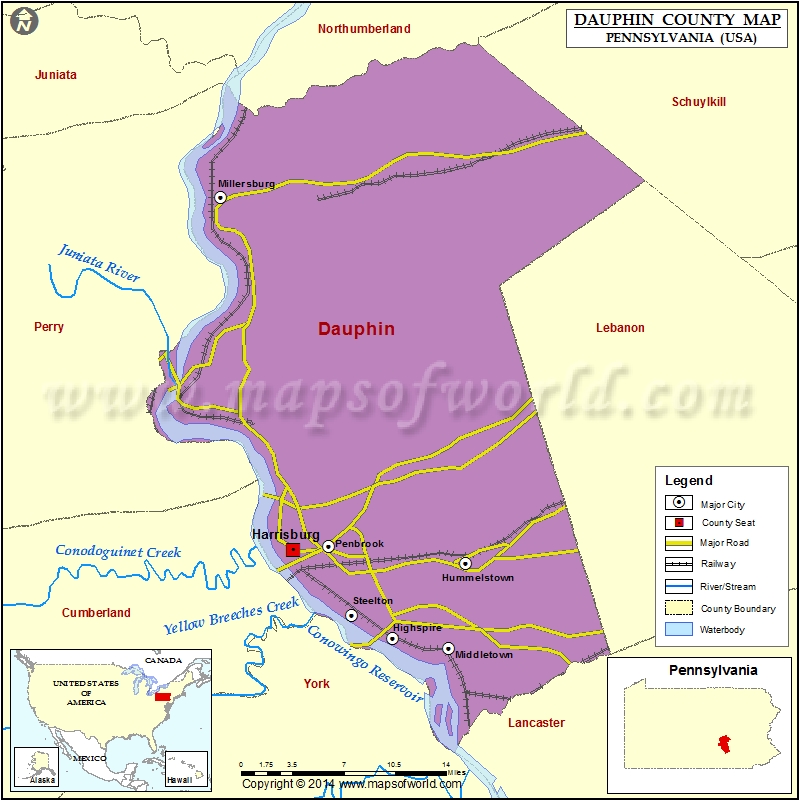 N
DAUPHIN COUNTY MAP
PENNSYLVANIA (USA)
Northumberland
Juniata
Schuylkill
Millersburg
Juniata River
Perry
Dauphin
Lebanon
www.mapsofworld.com
Harrisburg
Penbrook
Conodoguinet Creek
Hummelstown
Cumberland
Yellow Breeches Creek
Steelton
Highspire
Conowingo Reservoir
Middletown
York
Lancaster
Legend
Major City
County Seat
Major Road
Railway
River/Stream
County Boundary
Waterbody
CANADA
UNITED STATES
OF
AMERICA
MEXICO
Alaska
Hawaii
Pennsylvania
0 1.75 3.5 7 10.5 14
Miles
Copyright © 2014 www.mapsofworld.com